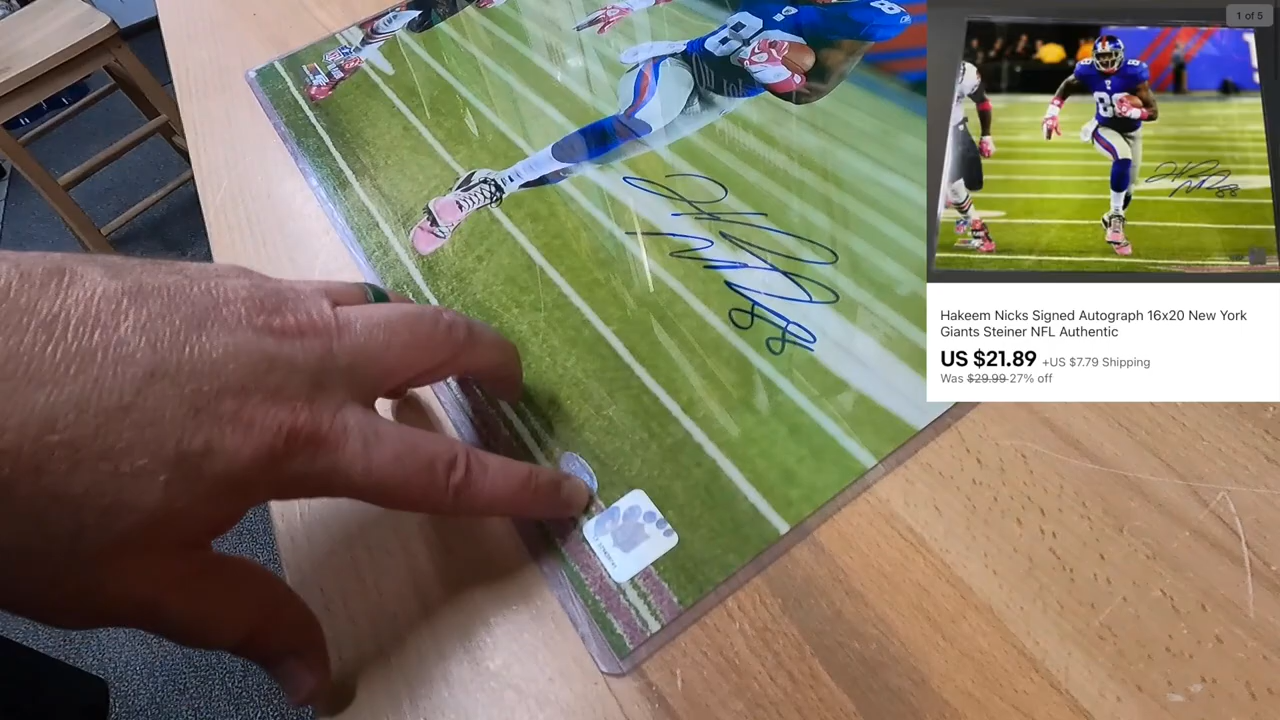 1 of 5
Hakeem Nicks Signed Autograph 16x20 New York
Giants Steiner NFL Authentic
US $21.89 +US $7.79 Shipping
Was $29.99 27% off
88